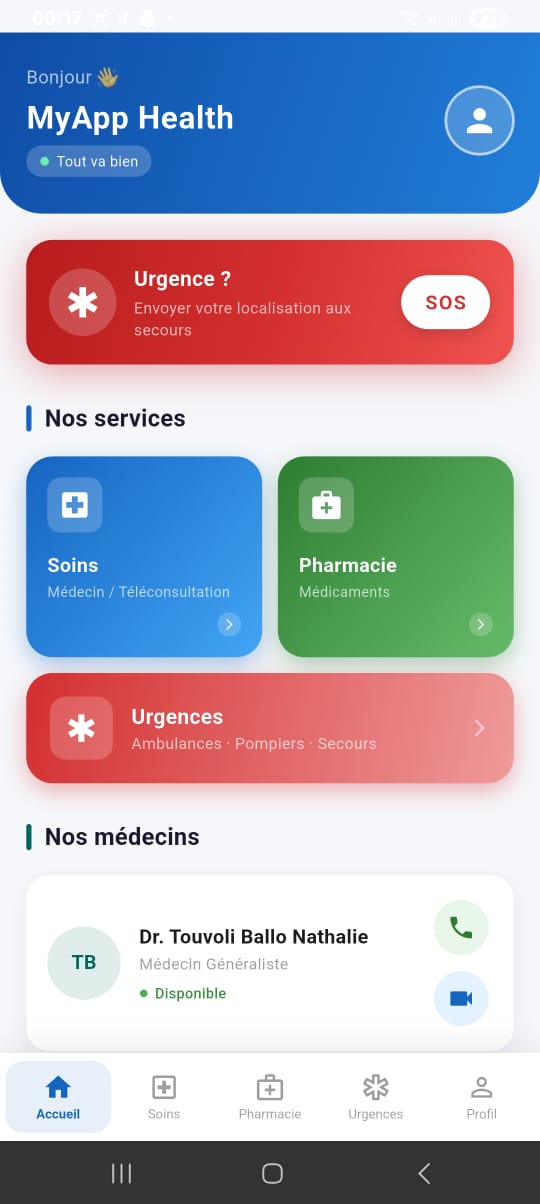 00:17
Bonjour 👋
MyApp Health
Tout va bien
Urgence ?
Envoyer votre localisation aux
secours
SOS
Nos services
Soins
Médecin / Téléconsultation
Pharmacie
Médicaments
Urgences
Ambulances · Pompiers · Secours
Nos médecins
TB
Dr. Touvoli Ballo Nathalie
Médecin Généraliste
Disponible
Accueil
Soins
Pharmacie
Urgences
Profil